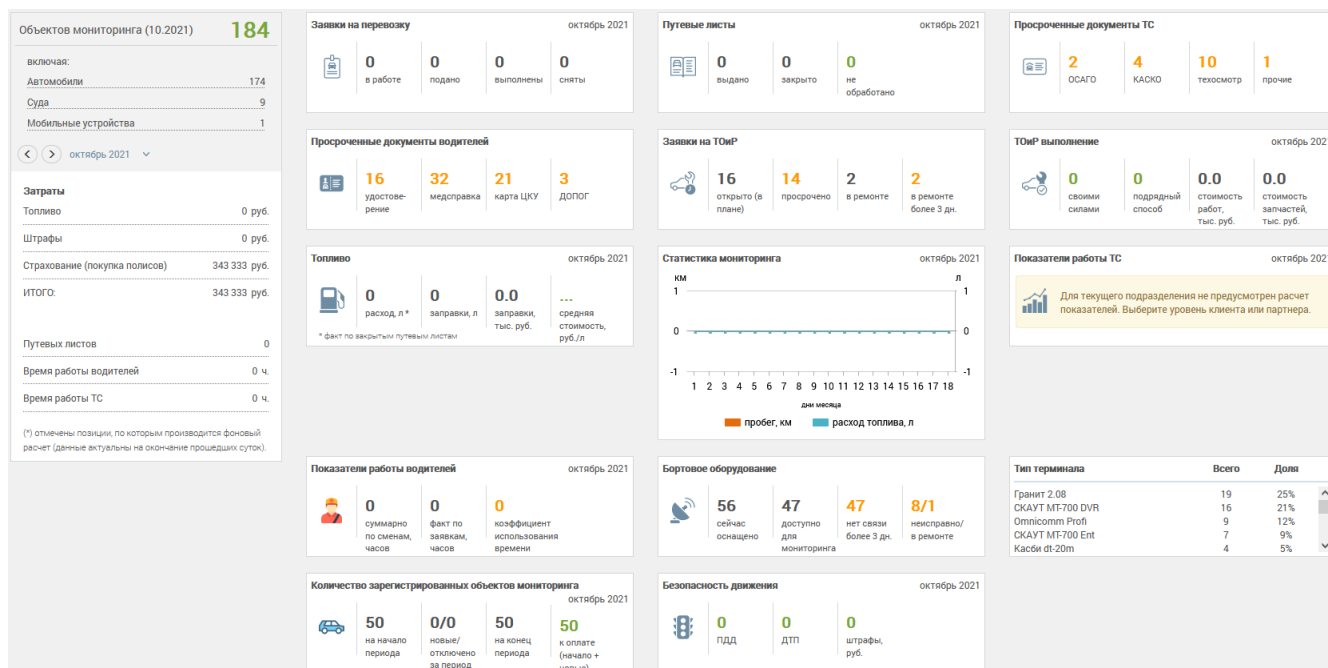 Объектов мониторинга (10.2021) 184
включая:
Автомобили 174
Суда 9
Мобильные устройства 1
октябрь 2021
Затраты
Топливо 0 руб.
Штрафы 0 руб.
Страхование (покупка полисов) 343 333 руб.
ИТОГО: 343 333 руб.
Путевых листов 0
Время работы водителей 0 ч.
Время работы ТС 0 ч.
(*) отмечены позиции, по которым производится фоновый
расчет (данные актуальны на окончание прошедших суток).
Заявки на перевозку октябрь 2021
0 0 0 0
в работе подано выполнены сняты
Путевые листы октябрь 2021
0 0 0
выдано закрыто не
обработано
Просроченные документы ТС
2 4 10 1
ОСАГО КАСКО техосмотр прочие
Просроченные документы водителей
16 32 21 3
удостове- медсправка карта ЦКУ ДОПОГ
рение
Заявки на ТОиР
16 14 2 2
открыто (в просрочено в ремонте в ремонте
плане) более 3 дн.
ТОиР выполнение октябрь 2021
0 0 0.0 0.0
своими подрядный стоимость стоимость
силами способ работ, запчастей,
тыс. руб. тыс. руб.
Топливо октябрь 2021
0 0 0.0 ---
расход, л * заправки, л заправки, средняя
тыс. руб. стоимость,
руб./л
* факт по закрытым путевым листам
Статистика мониторинга октябрь 2021
км л
1 1
0 0
-1 -1
1 2 3 4 5 6 7 8 9 10 11 12 13 14 15 16 17 18
дни месяца
пробег, км расход топлива, л
Показатели работы ТС октябрь 2021
Для текущего подразделения не предусмотрен расчет
показателей. Выберите уровень клиента или партнера.
Показатели работы водителей октябрь 2021
0 0 0
суммарно факт по коэффициент
по сменам, заявкам, использования
часов часов времени
Бортовое оборудование
56 47 47 8/1
сейчас доступно нет связи неисправно/
оснащено для более 3 дн. в ремонте
мониторинга
Тип терминала Всего Доля
Гранит 2.08 19 25%
СКАУТ МТ-700 DVR 16 21%
Omnicomm Profi 9 12%
СКАУТ МТ-700 Ent 7 9%
Касби dt-20m 4 5%
Количество зарегистрированных объектов мониторинга
октябрь 2021
50 0/0 50 50
на начало новые/ на конец к оплате
периода отключено периода (начало +
за период новые)
Безопасность движения октябрь 2021
0 0 0
ПДД ДТП штрафы,
руб.